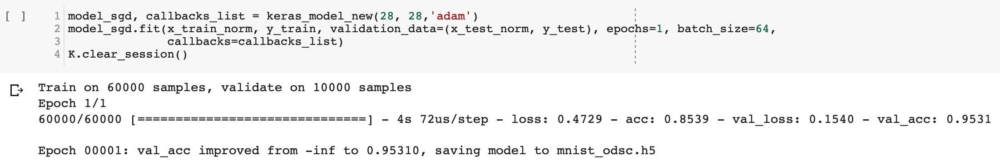 [ ] 1 model_sgd, callbacks_list = keras_model_new(28, 28,'adam')
2 model_sgd.fit(x_train_norm, y_train, validation_data=(x_test_norm, y_test), epochs=1, batch_size=64,
3 callbacks=callbacks_list)
4 K.clear_session()
Train on 60000 samples, validate on 10000 samples
Epoch 1/1
60000/60000 [==============================] - 4s 72us/step - loss: 0.4729 - acc: 0.8539 - val_loss: 0.1540 - val_acc: 0.9531
Epoch 00001: val_acc improved from -inf to 0.95310, saving model to mnist_odsc.h5